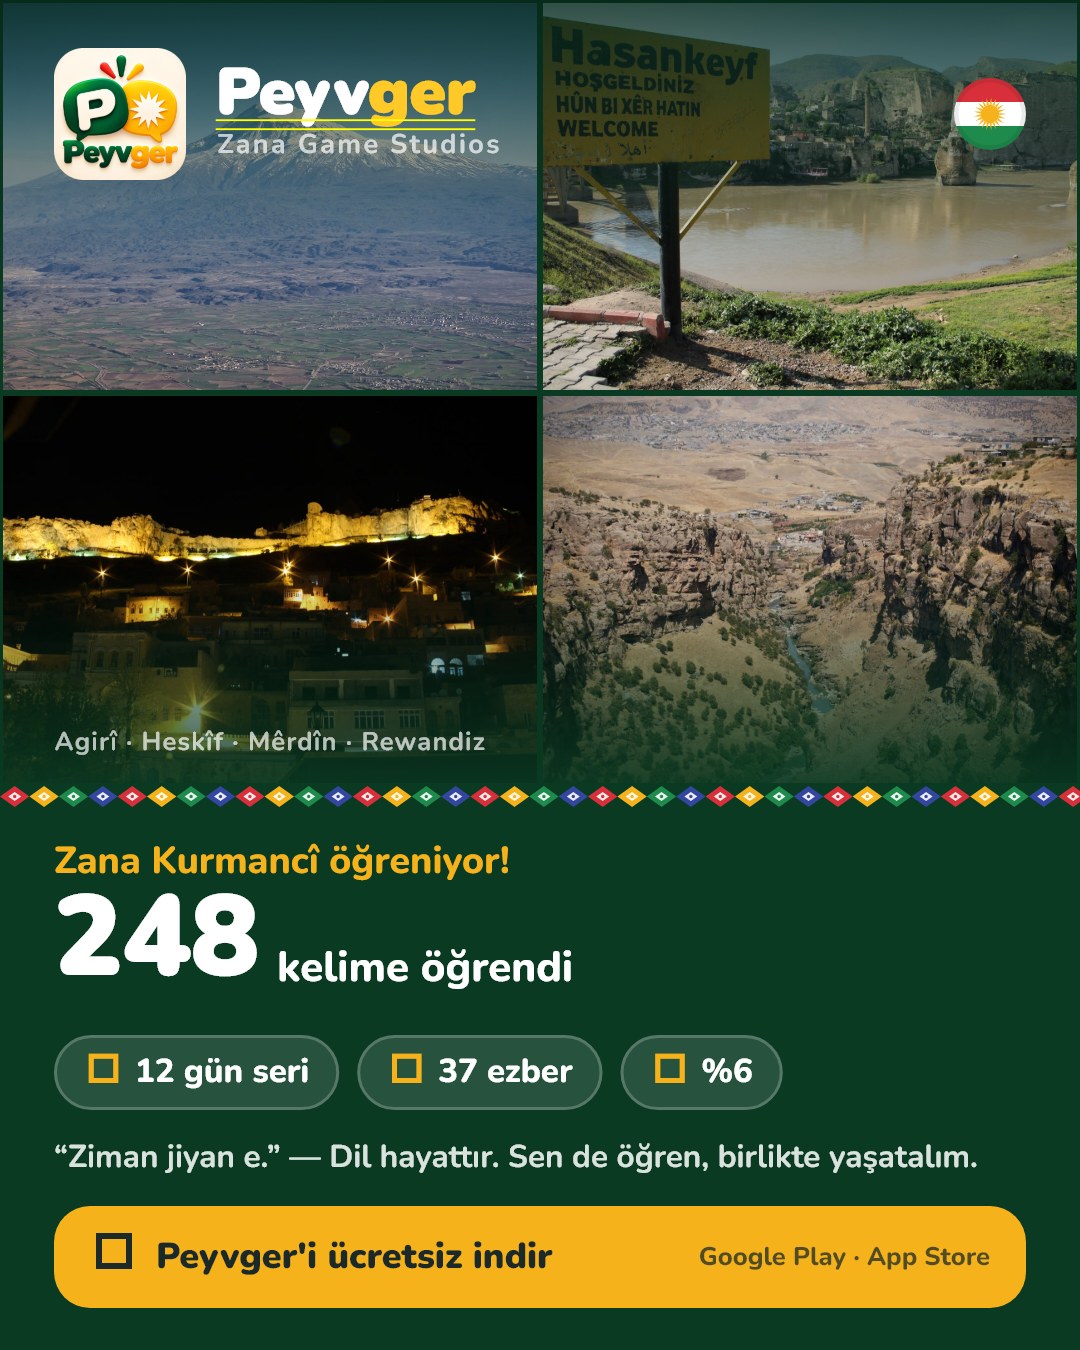 Peyvger
Peyvger
Zana Game Studios
Hasankeyf
HOŞGELDİNİZ
HÛN BI XÊR HATIN
WELCOME
Agirî · Heskîf · Mêrdîn · Rewandiz
Zana Kurmancî öğreniyor!
248 kelime öğrendi
12 gün seri
37 ezber
%6
“Ziman jiyan e.” — Dil hayattır. Sen de öğren, birlikte yaşatalım.
Peyvger'i ücretsiz indir
Google Play · App Store